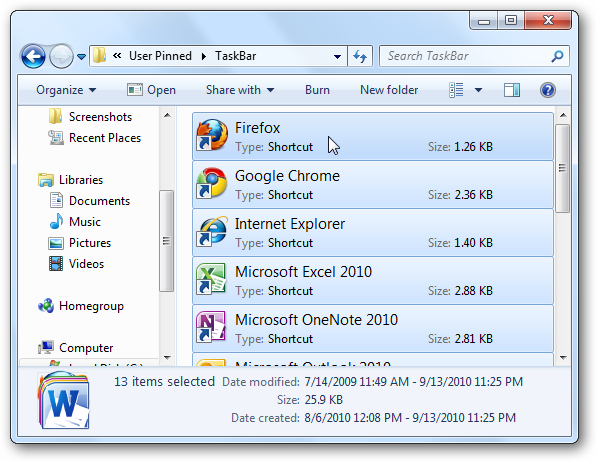 « User Pinned ▸ TaskBar
Search TaskBar
Organize Open Share with Burn New folder
Screenshots
Recent Places
Libraries
Documents
Music
Pictures
Videos
Homegroup
Computer
Firefox
Type: Shortcut Size: 1.26 KB
Google Chrome
Type: Shortcut Size: 2.36 KB
Internet Explorer
Type: Shortcut Size: 1.40 KB
Microsoft Excel 2010
Type: Shortcut Size: 2.88 KB
Microsoft OneNote 2010
Type: Shortcut Size: 2.81 KB
Microsoft Outlook 2010
13 items selected Date modified: 7/14/2009 11:49 AM - 9/13/2010 11:25 PM
Size: 25.9 KB
Date created: 8/6/2010 12:08 PM - 9/13/2010 11:25 PM